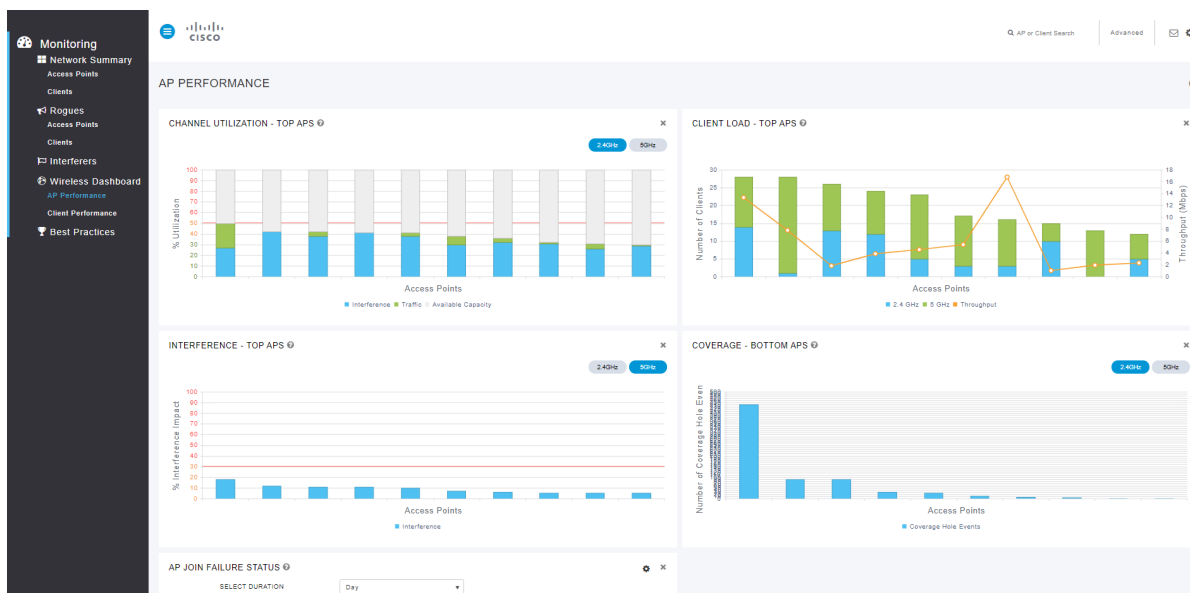 Monitoring
Network Summary
Access Points
Clients
Rogues
Access Points
Clients
Interferers
Wireless Dashboard
AP Performance
Client Performance
Best Practices
CISCO
AP or Client Search
Advanced
AP PERFORMANCE
CHANNEL UTILIZATION - TOP APS
2.4GHz 5GHz
100
90
80
70
60
50
40
30
20
10
0
% Utilization
Access Points
Interference Traffic Available Capacity
CLIENT LOAD - TOP APS
30
25
20
15
10
5
0
Number of Clients
18
16
14
12
10
8
6
4
2
0
Throughput (Mbps)
Access Points
2.4 GHz 5 GHz Throughput
INTERFERENCE - TOP APS
2.4GHz 5GHz
100
90
80
70
60
50
40
30
20
10
0
% Interference Impact
Access Points
Interference
COVERAGE - BOTTOM APS
2.4GHz 5GHz
Number of Coverage Hole Even
Access Points
Coverage Hole Events
AP JOIN FAILURE STATUS
SELECT DURATION
Day